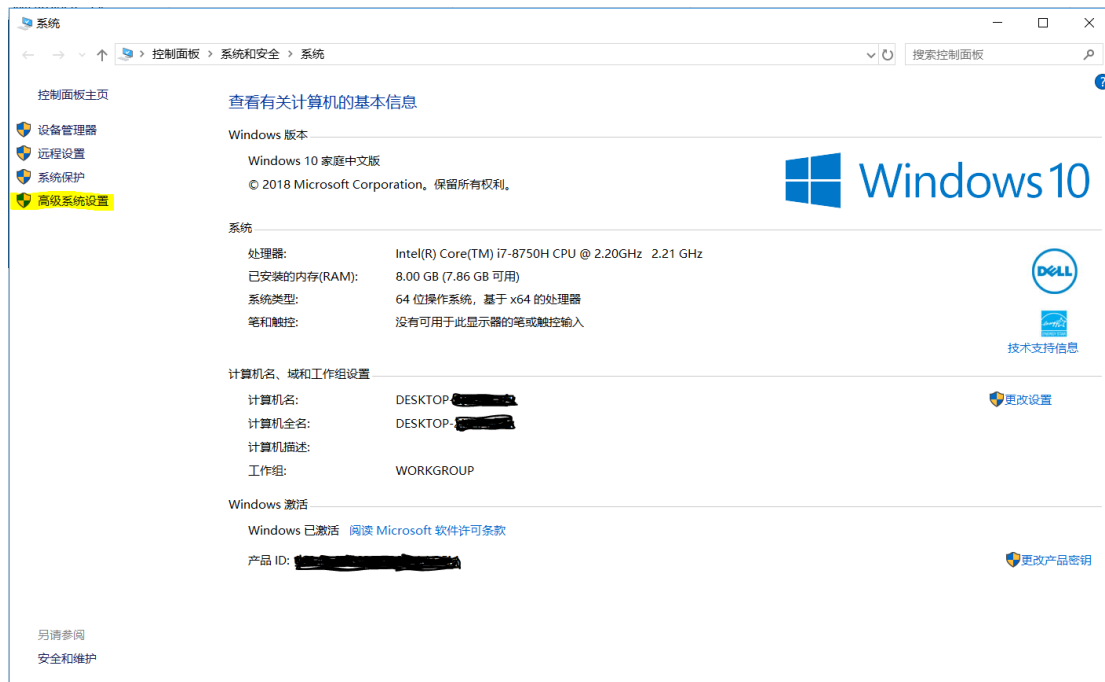 系统
控制面板 › 系统和安全 › 系统
搜索控制面板
控制面板主页
设备管理器
远程设置
系统保护
高级系统设置
查看有关计算机的基本信息
Windows 版本
Windows 10 家庭中文版
© 2018 Microsoft Corporation。保留所有权利。
Windows 10
系统
处理器: Intel(R) Core(TM) i7-8750H CPU @ 2.20GHz 2.21 GHz
已安装的内存(RAM): 8.00 GB (7.86 GB 可用)
系统类型: 64 位操作系统，基于 x64 的处理器
笔和触控: 没有可用于此显示器的笔或触控输入
DELL
技术支持信息
计算机名、域和工作组设置
计算机名: DESKTOP-
更改设置
计算机全名: DESKTOP-
计算机描述:
工作组: WORKGROUP
Windows 激活
Windows 已激活 阅读 Microsoft 软件许可条款
产品 ID:
更改产品密钥
另请参阅
安全和维护